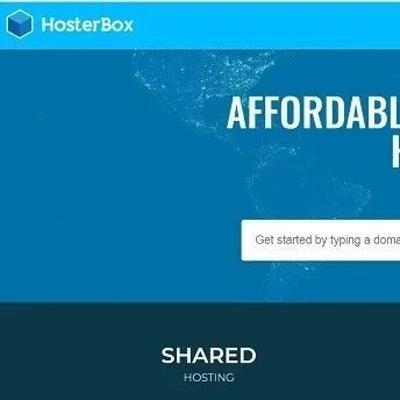 HosterBox
AFFORDABL
Get started by typing a doma
SHARED
HOSTING